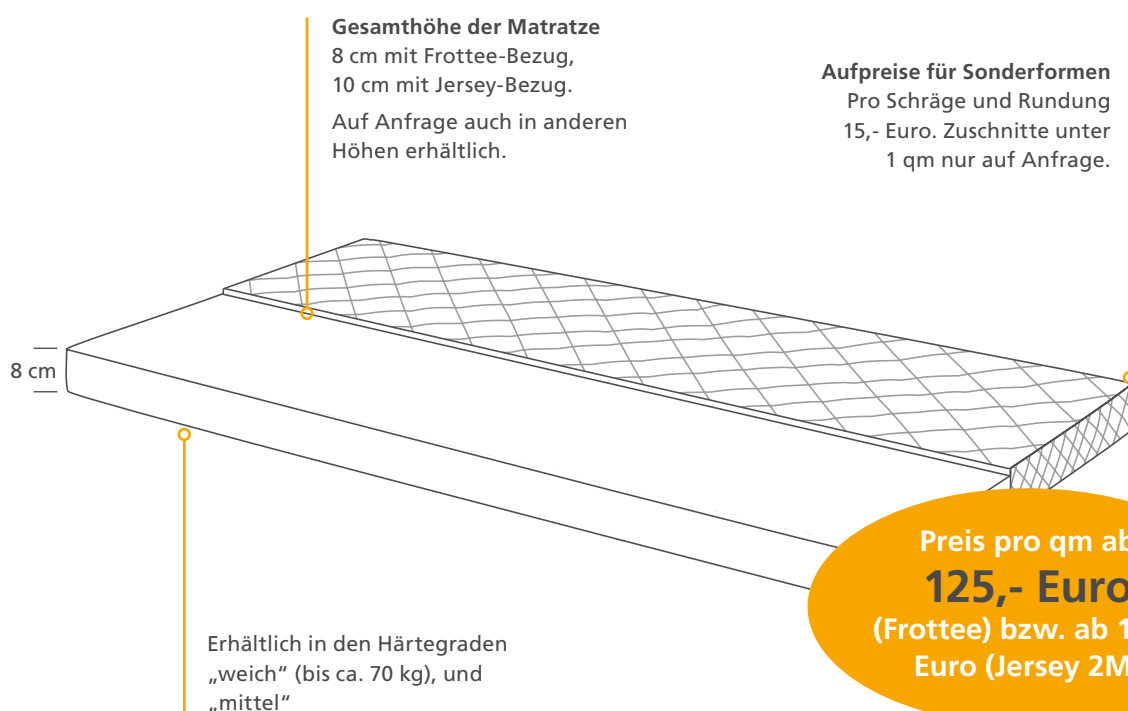 Gesamthöhe der Matratze
8 cm mit Frottee-Bezug,
10 cm mit Jersey-Bezug.
Auf Anfrage auch in anderen
Höhen erhältlich.
Aufpreise für Sonderformen
Pro Schräge und Rundung
15,- Euro. Zuschnitte unter
1 qm nur auf Anfrage.
8 cm
Preis pro qm ab
125,- Euro
(Frottee) bzw. ab
Euro (Jersey
Erhältlich in den Härtegraden
„weich“ (bis ca. 70 kg), und
„mittel“